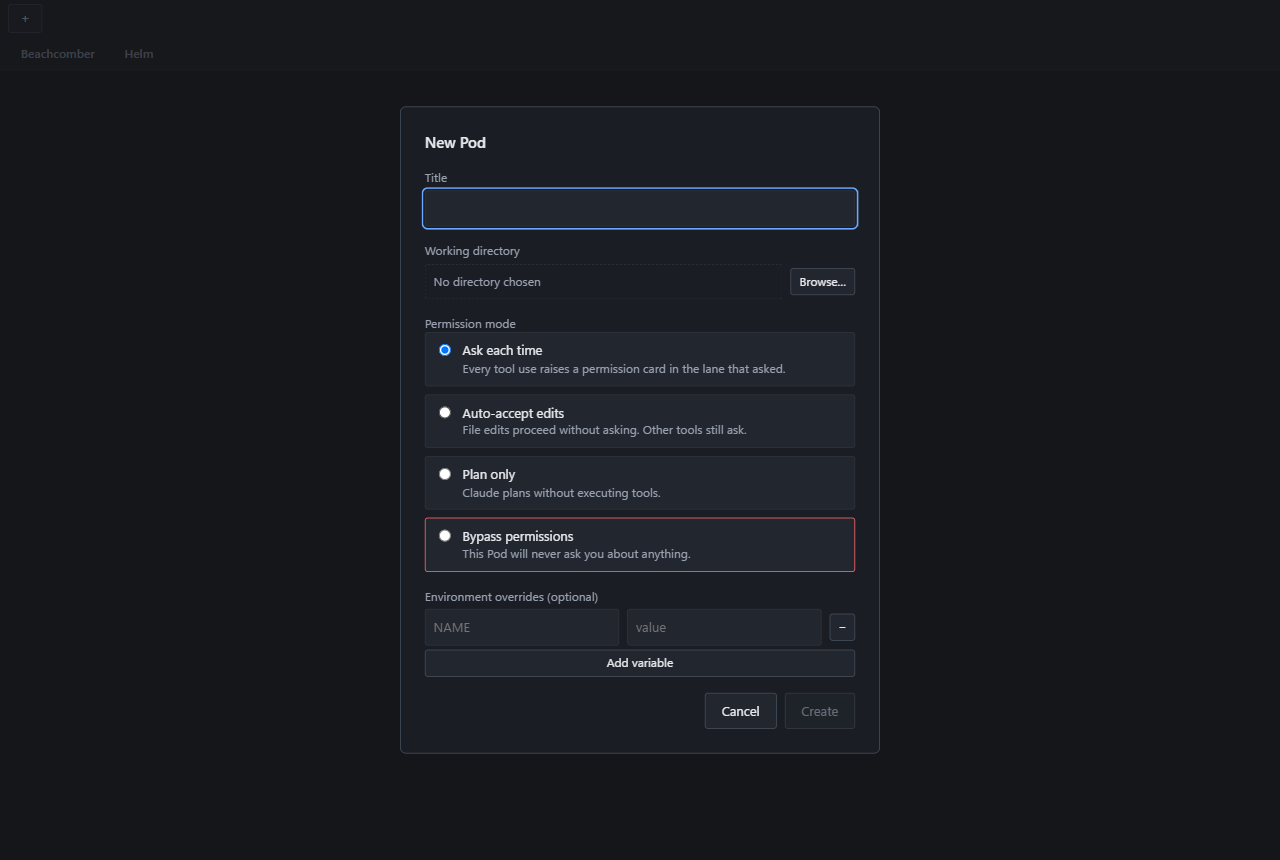 +
Beachcomber Helm
New Pod
Title
Working directory
No directory chosen Browse...
Permission mode
Ask each time
Every tool use raises a permission card in the lane that asked.
Auto-accept edits
File edits proceed without asking. Other tools still ask.
Plan only
Claude plans without executing tools.
Bypass permissions
This Pod will never ask you about anything.
Environment overrides (optional)
NAME value −
Add variable
Cancel Create